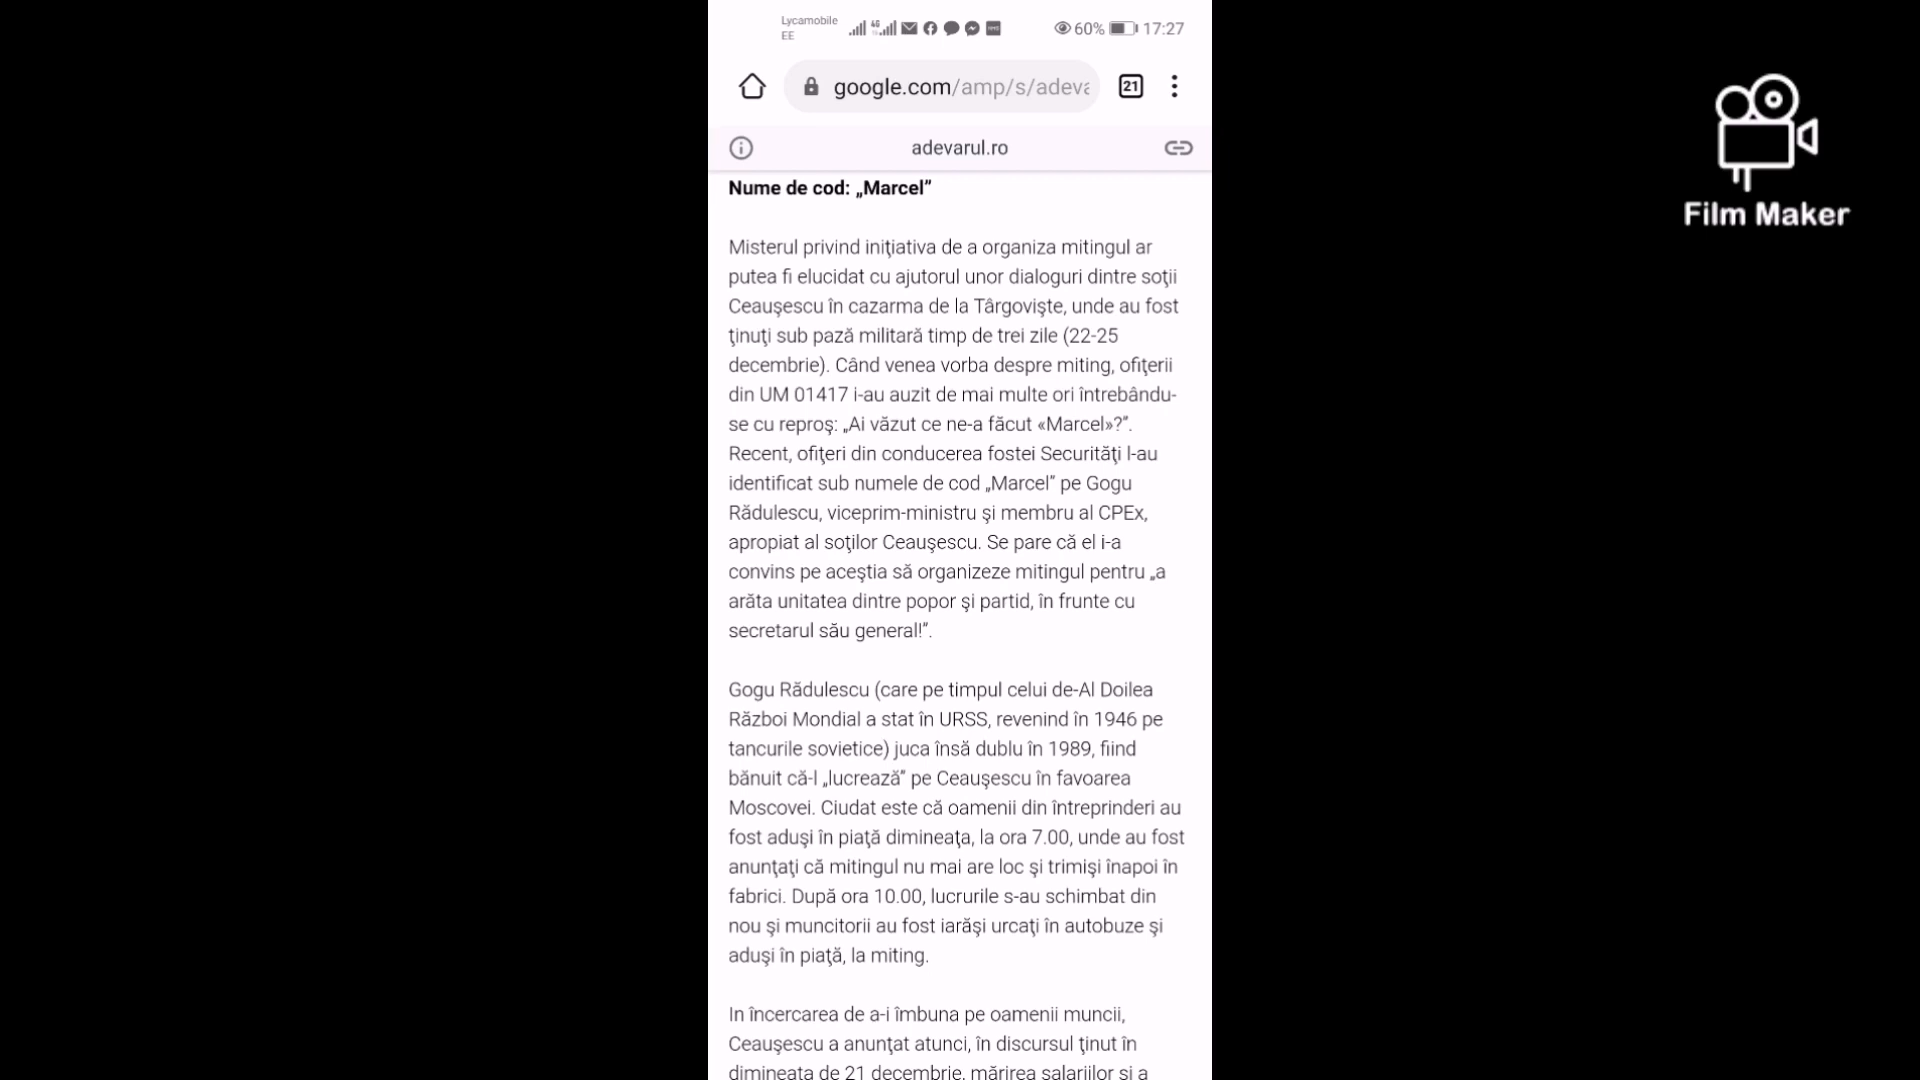 Lycamobile
EE
4G
60%
17:27
google.com/amp/s/adeva
21
adevarul.ro
Nume de cod: „Marcel”
Misterul privind iniţiativa de a organiza mitingul ar
putea fi elucidat cu ajutorul unor dialoguri dintre soţii
Ceauşescu în cazarma de la Târgovişte, unde au fost
ţinuţi sub pază militară timp de trei zile (22-25
decembrie). Când venea vorba despre miting, ofiţerii
din UM 01417 i-au auzit de mai multe ori întrebându-
se cu reproş: „Ai văzut ce ne-a făcut «Marcel»?”.
Recent, ofiţeri din conducerea fostei Securităţi l-au
identificat sub numele de cod „Marcel” pe Gogu
Rădulescu, viceprim-ministru şi membru al CPEx,
apropiat al soţilor Ceauşescu. Se pare că el i-a
convins pe aceştia să organizeze mitingul pentru „a
arăta unitatea dintre popor şi partid, în frunte cu
secretarul său general!”.
Gogu Rădulescu (care pe timpul celui de-Al Doilea
Război Mondial a stat în URSS, revenind în 1946 pe
tancurile sovietice) juca însă dublu în 1989, fiind
bănuit că-l „lucrează” pe Ceauşescu în favoarea
Moscovei. Ciudat este că oamenii din întreprinderi au
fost aduşi în piaţă dimineaţa, la ora 7.00, unde au fost
anunţaţi că mitingul nu mai are loc şi trimişi înapoi în
fabrici. După ora 10.00, lucrurile s-au schimbat din
nou şi muncitorii au fost iarăşi urcaţi în autobuze şi
aduşi în piaţă, la miting.
In încercarea de a-i îmbuna pe oamenii muncii,
Ceauşescu a anunţat atunci, în discursul ţinut în
dimineaţa de 21 decembrie, mărirea salariilor şi a
Film Maker